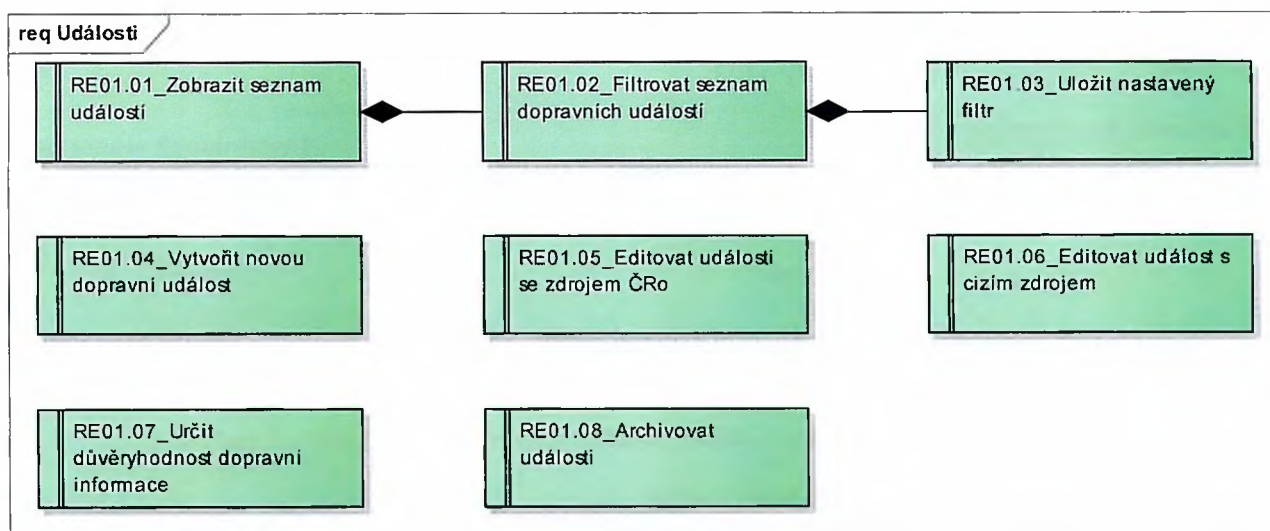 req Události
RE01.01_Zobrazit seznam
událostí
RE01.02_Filtrovat seznam
dopravních událostí
RE01.03_Uložit nastavený
filtr
RE01.04_Vytvořit novou
dopravní událost
RE01.05_Editovat události
se zdrojem ČRo
RE01.06_Editovat událost s
cizím zdrojem
RE01.07_Určit
důvěryhodnost dopravní
informace
RE01.08_Archivovat
události